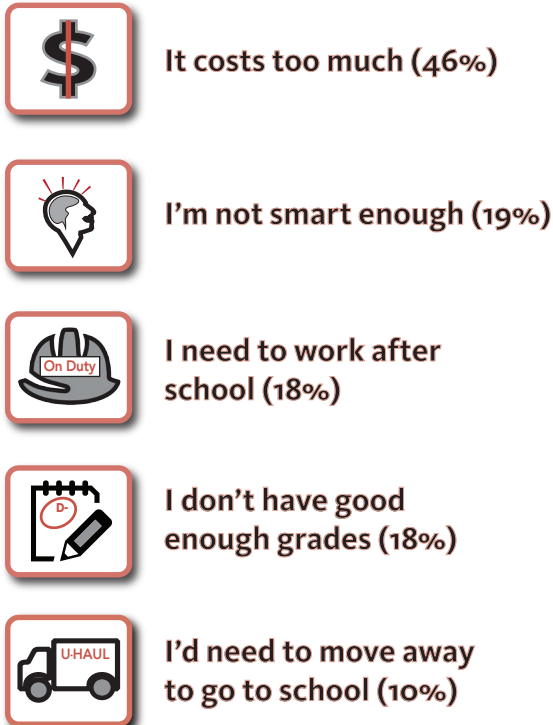 It costs too much (46%)
I'm not smart enough (19%)
On Duty
I need to work after
school (18%)
D-
I don't have good
enough grades (18%)
U-HAUL
I'd need to move away
to go to school (10%)